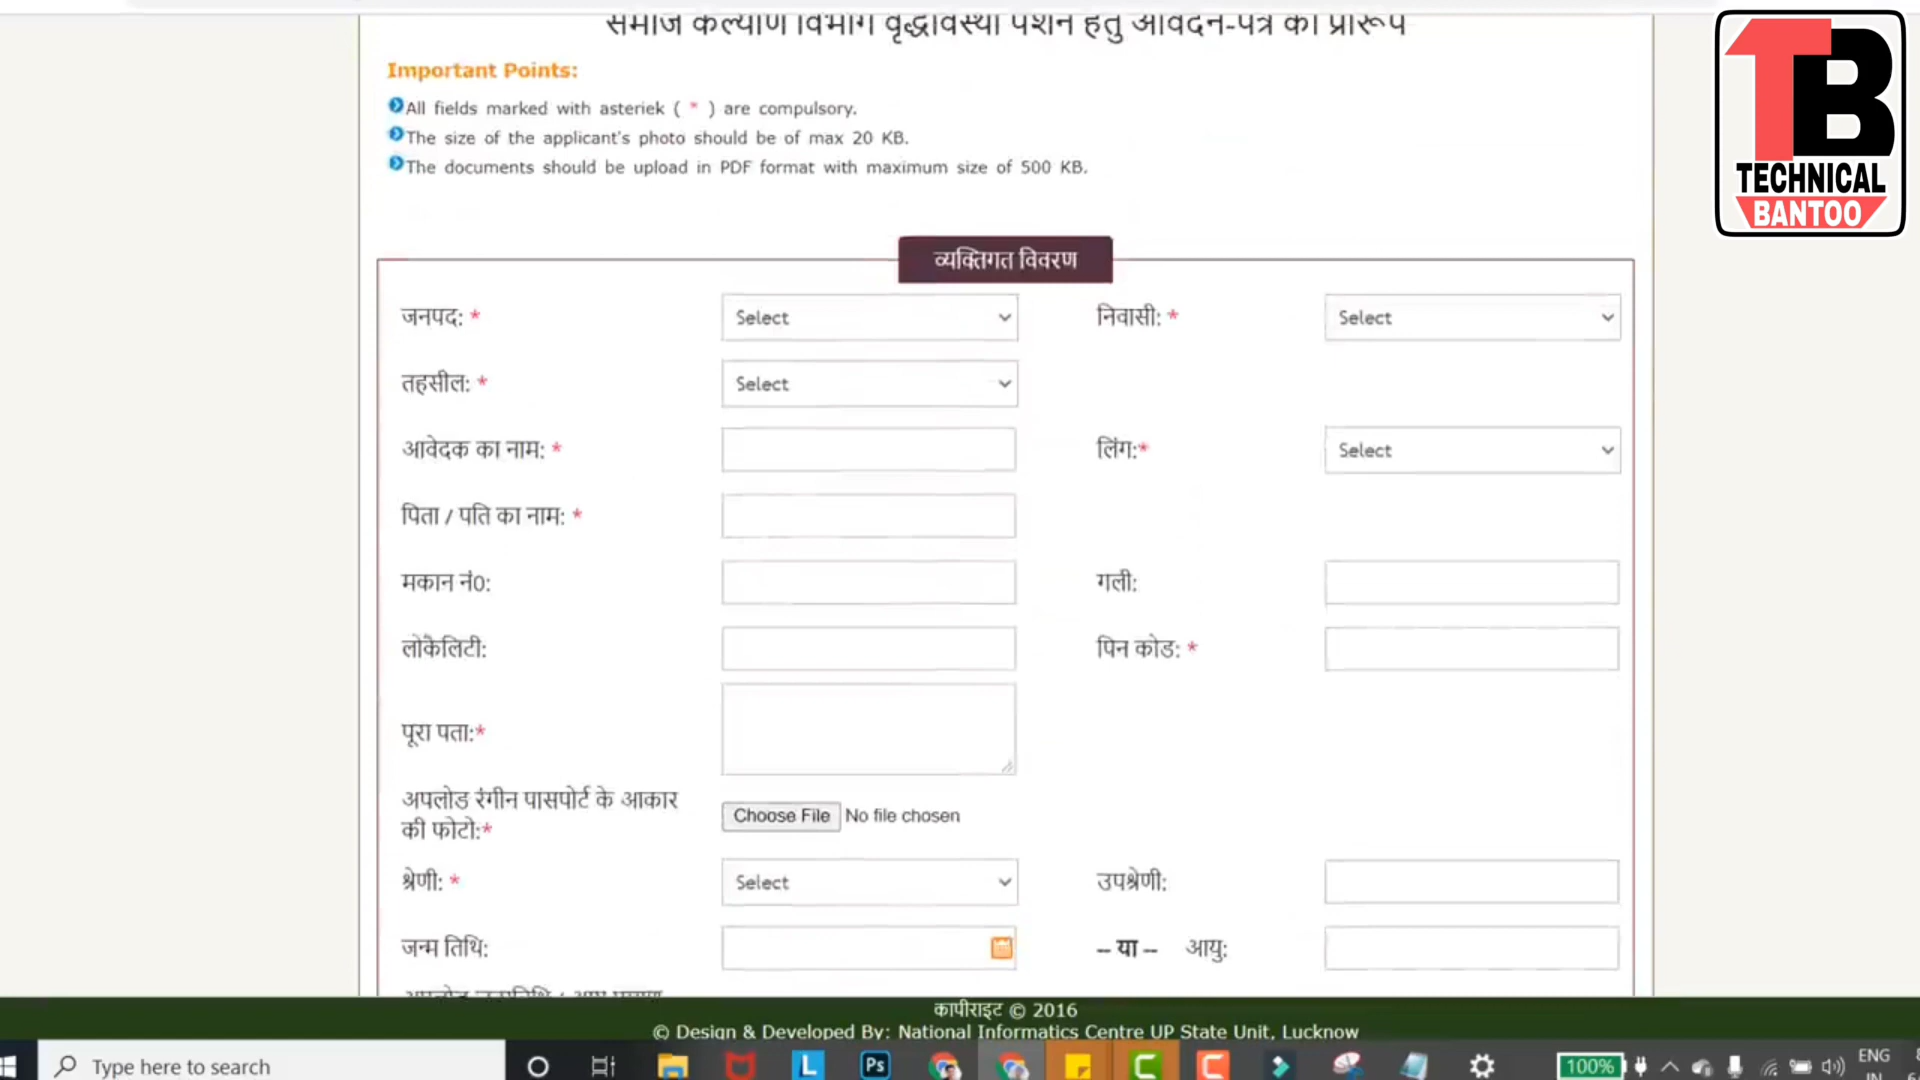 समाज कल्याण विभाग वृद्धावस्था पेंशन हेतु आवेदन-पत्र का प्रारूप
Important Points:
All fields marked with asteriek ( * ) are compulsory.
The size of the applicant's photo should be of max 20 KB.
The documents should be upload in PDF format with maximum size of 500 KB.
TB
TECHNICAL
BANTOO
व्यक्तिगत विवरण
जनपद: * Select निवासी: * Select
तहसील: * Select
आवेदक का नाम: * लिंग:* Select
पिता / पति का नाम: *
मकान नं0: गली:
लोकैलिटी: पिन कोड: *
पूरा पता:*
अपलोड रंगीन पासपोर्ट के आकार
की फोटो:* Choose File No file chosen
श्रेणी: * Select उपश्रेणी:
जन्म तिथि: -- या -- आयु:
कापीराइट © 2016
© Design & Developed By: National Informatics Centre UP State Unit, Lucknow
Type here to search
L
Ps
100%
ENG